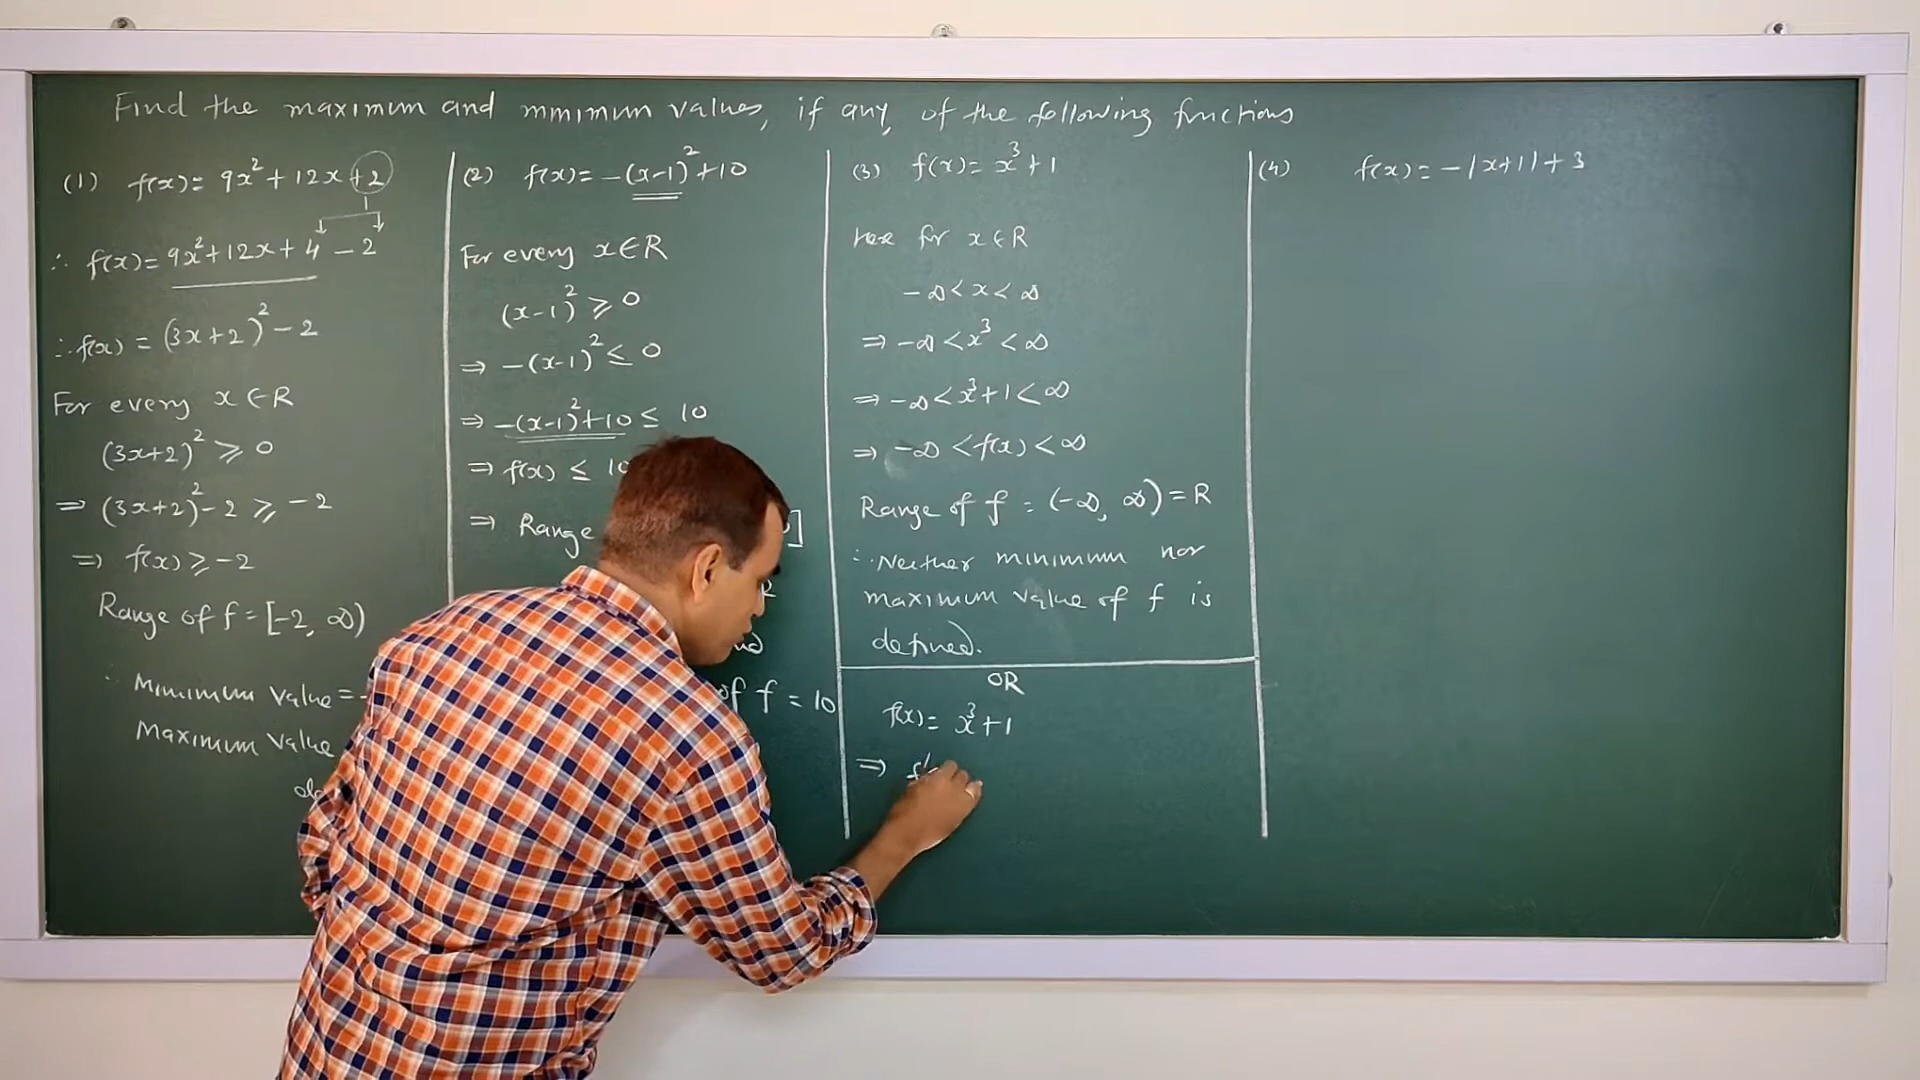 Find the maximum and minimum values, if any, of the following functions
(1) f(x) = 9x² + 12x + 2
∴ f(x) = 9x² + 12x + 4 - 2
∴ f(x) = (3x+2)² - 2
For every x ∈ R
(3x+2)² ≥ 0
⇒ (3x+2)² - 2 ≥ -2
⇒ f(x) ≥ -2
Range of f = [-2, ∞)
∴ Minimum Value = -
Maximum Value
(2) f(x) = -(x-1)² + 10
For every x ∈ R
(x-1)² ≥ 0
⇒ -(x-1)² ≤ 0
⇒ -(x-1)² + 10 ≤ 10
⇒ f(x) ≤ 10
⇒ Range ]
of f = 10
(3) f(x) = x³ + 1
Here for x ∈ R
-∞ < x < ∞
⇒ -∞ < x³ < ∞
⇒ -∞ < x³ + 1 < ∞
⇒ -∞ < f(x) < ∞
Range of f = (-∞, ∞) = R
∴ Neither minimum nor
maximum value of f is
defined.
OR
f(x) = x³ + 1
⇒ f'
(4) f(x) = -|x+1| + 3